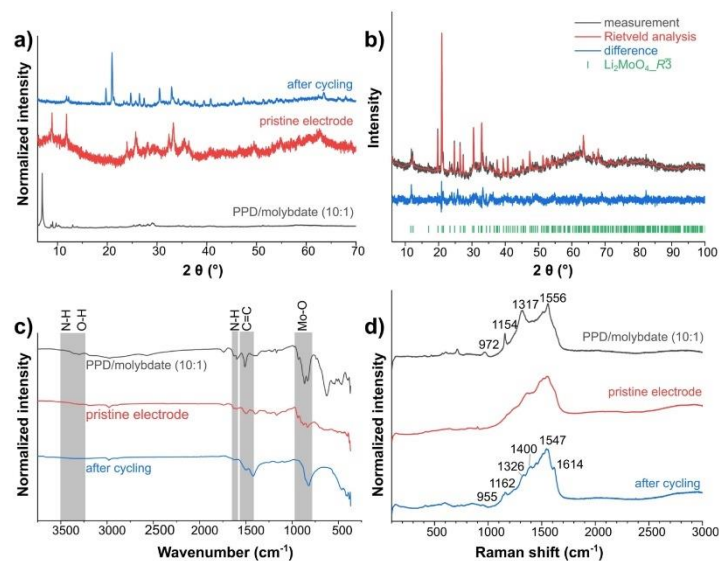 a)
Normalized intensity
after cycling
pristine electrode
PPD/molybdate (10:1)
10 20 30 40 50 60 70
2 θ (°)
b)
Intensity
measurement
Rietveld analysis
difference
Li₂MoO₄_R3̅
10 20 30 40 50 60 70 80 90 100
2 θ (°)
c)
Normalized intensity
N-H
O-H
N-H
C=C
Mo-O
PPD/molybdate (10:1)
pristine electrode
after cycling
3500 3000 2500 2000 1500 1000 500
Wavenumber (cm⁻¹)
d)
Normalized intensity
1317 1556
1154
972
PPD/molybdate (10:1)
pristine electrode
1547
1400
1326
1162
955
1614
after cycling
500 1000 1500 2000 2500 3000
Raman shift (cm⁻¹)